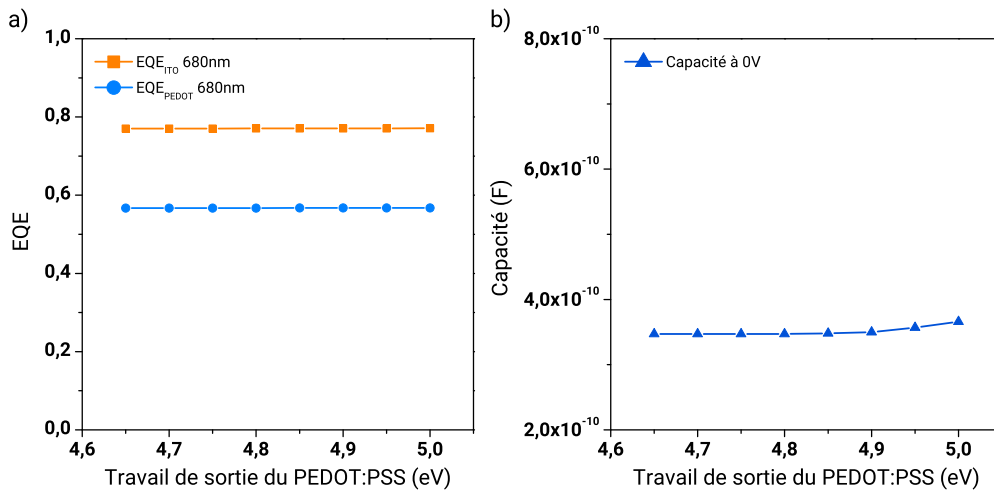 a)
1,0
0,8
0,6
0,4
0,2
0,0
EQE
EQE_ITO 680nm
EQE_PEDOT 680nm
4,6 4,7 4,8 4,9 5,0
Travail de sortie du PEDOT:PSS (eV)
b)
8,0x10^-10
6,0x10^-10
4,0x10^-10
2,0x10^-10
Capacité (F)
Capacité à 0V
4,6 4,7 4,8 4,9 5,0
Travail de sortie du PEDOT:PSS (eV)